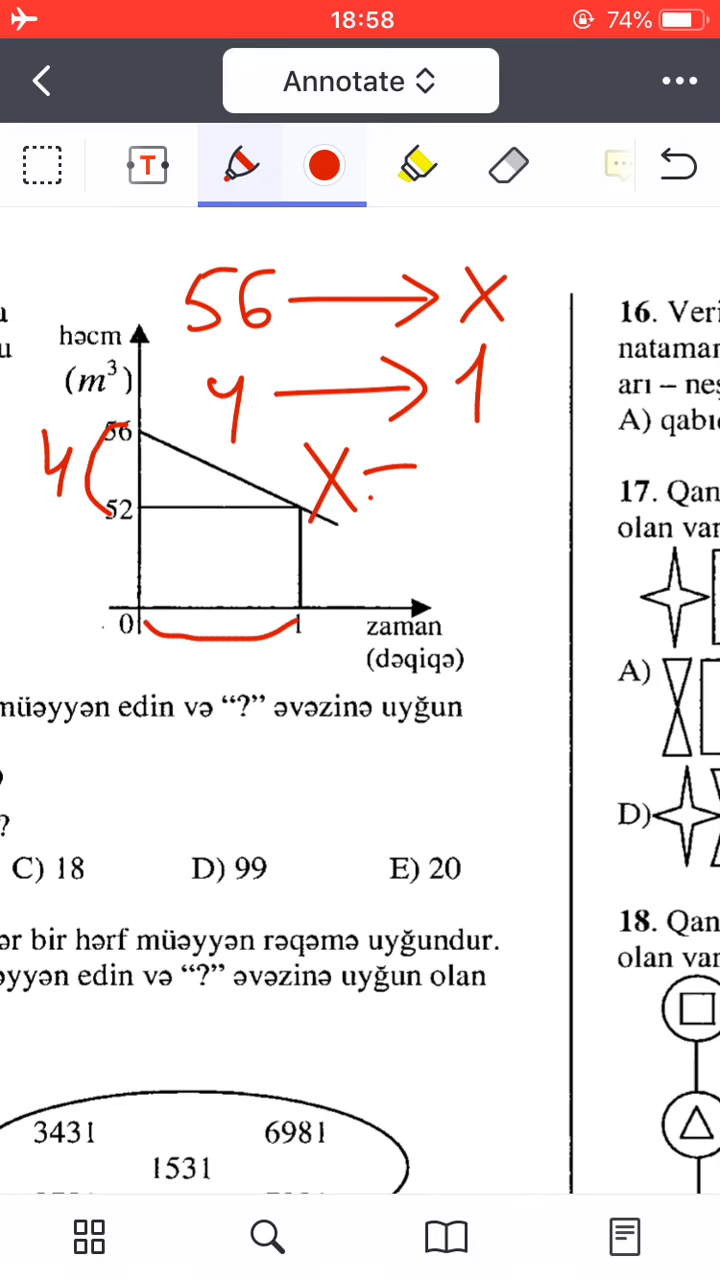 18:58
74%
Annotate
T
56 → X
həcm
(m³)
4 → 1
56
4
X =
52
0
1
zaman
(dəqiqə)
müəyyən edin və “?” əvəzinə uyğun
?
C) 18 D) 99 E) 20
ər bir hərf müəyyən rəqəmə uyğundur.
əyyən edin və “?” əvəzinə uyğun olan
3431 6981
1531
16. Veri
natamar
arı – neş
A) qabıq
17. Qan
olan var
A)
D)
18. Qan
olan var